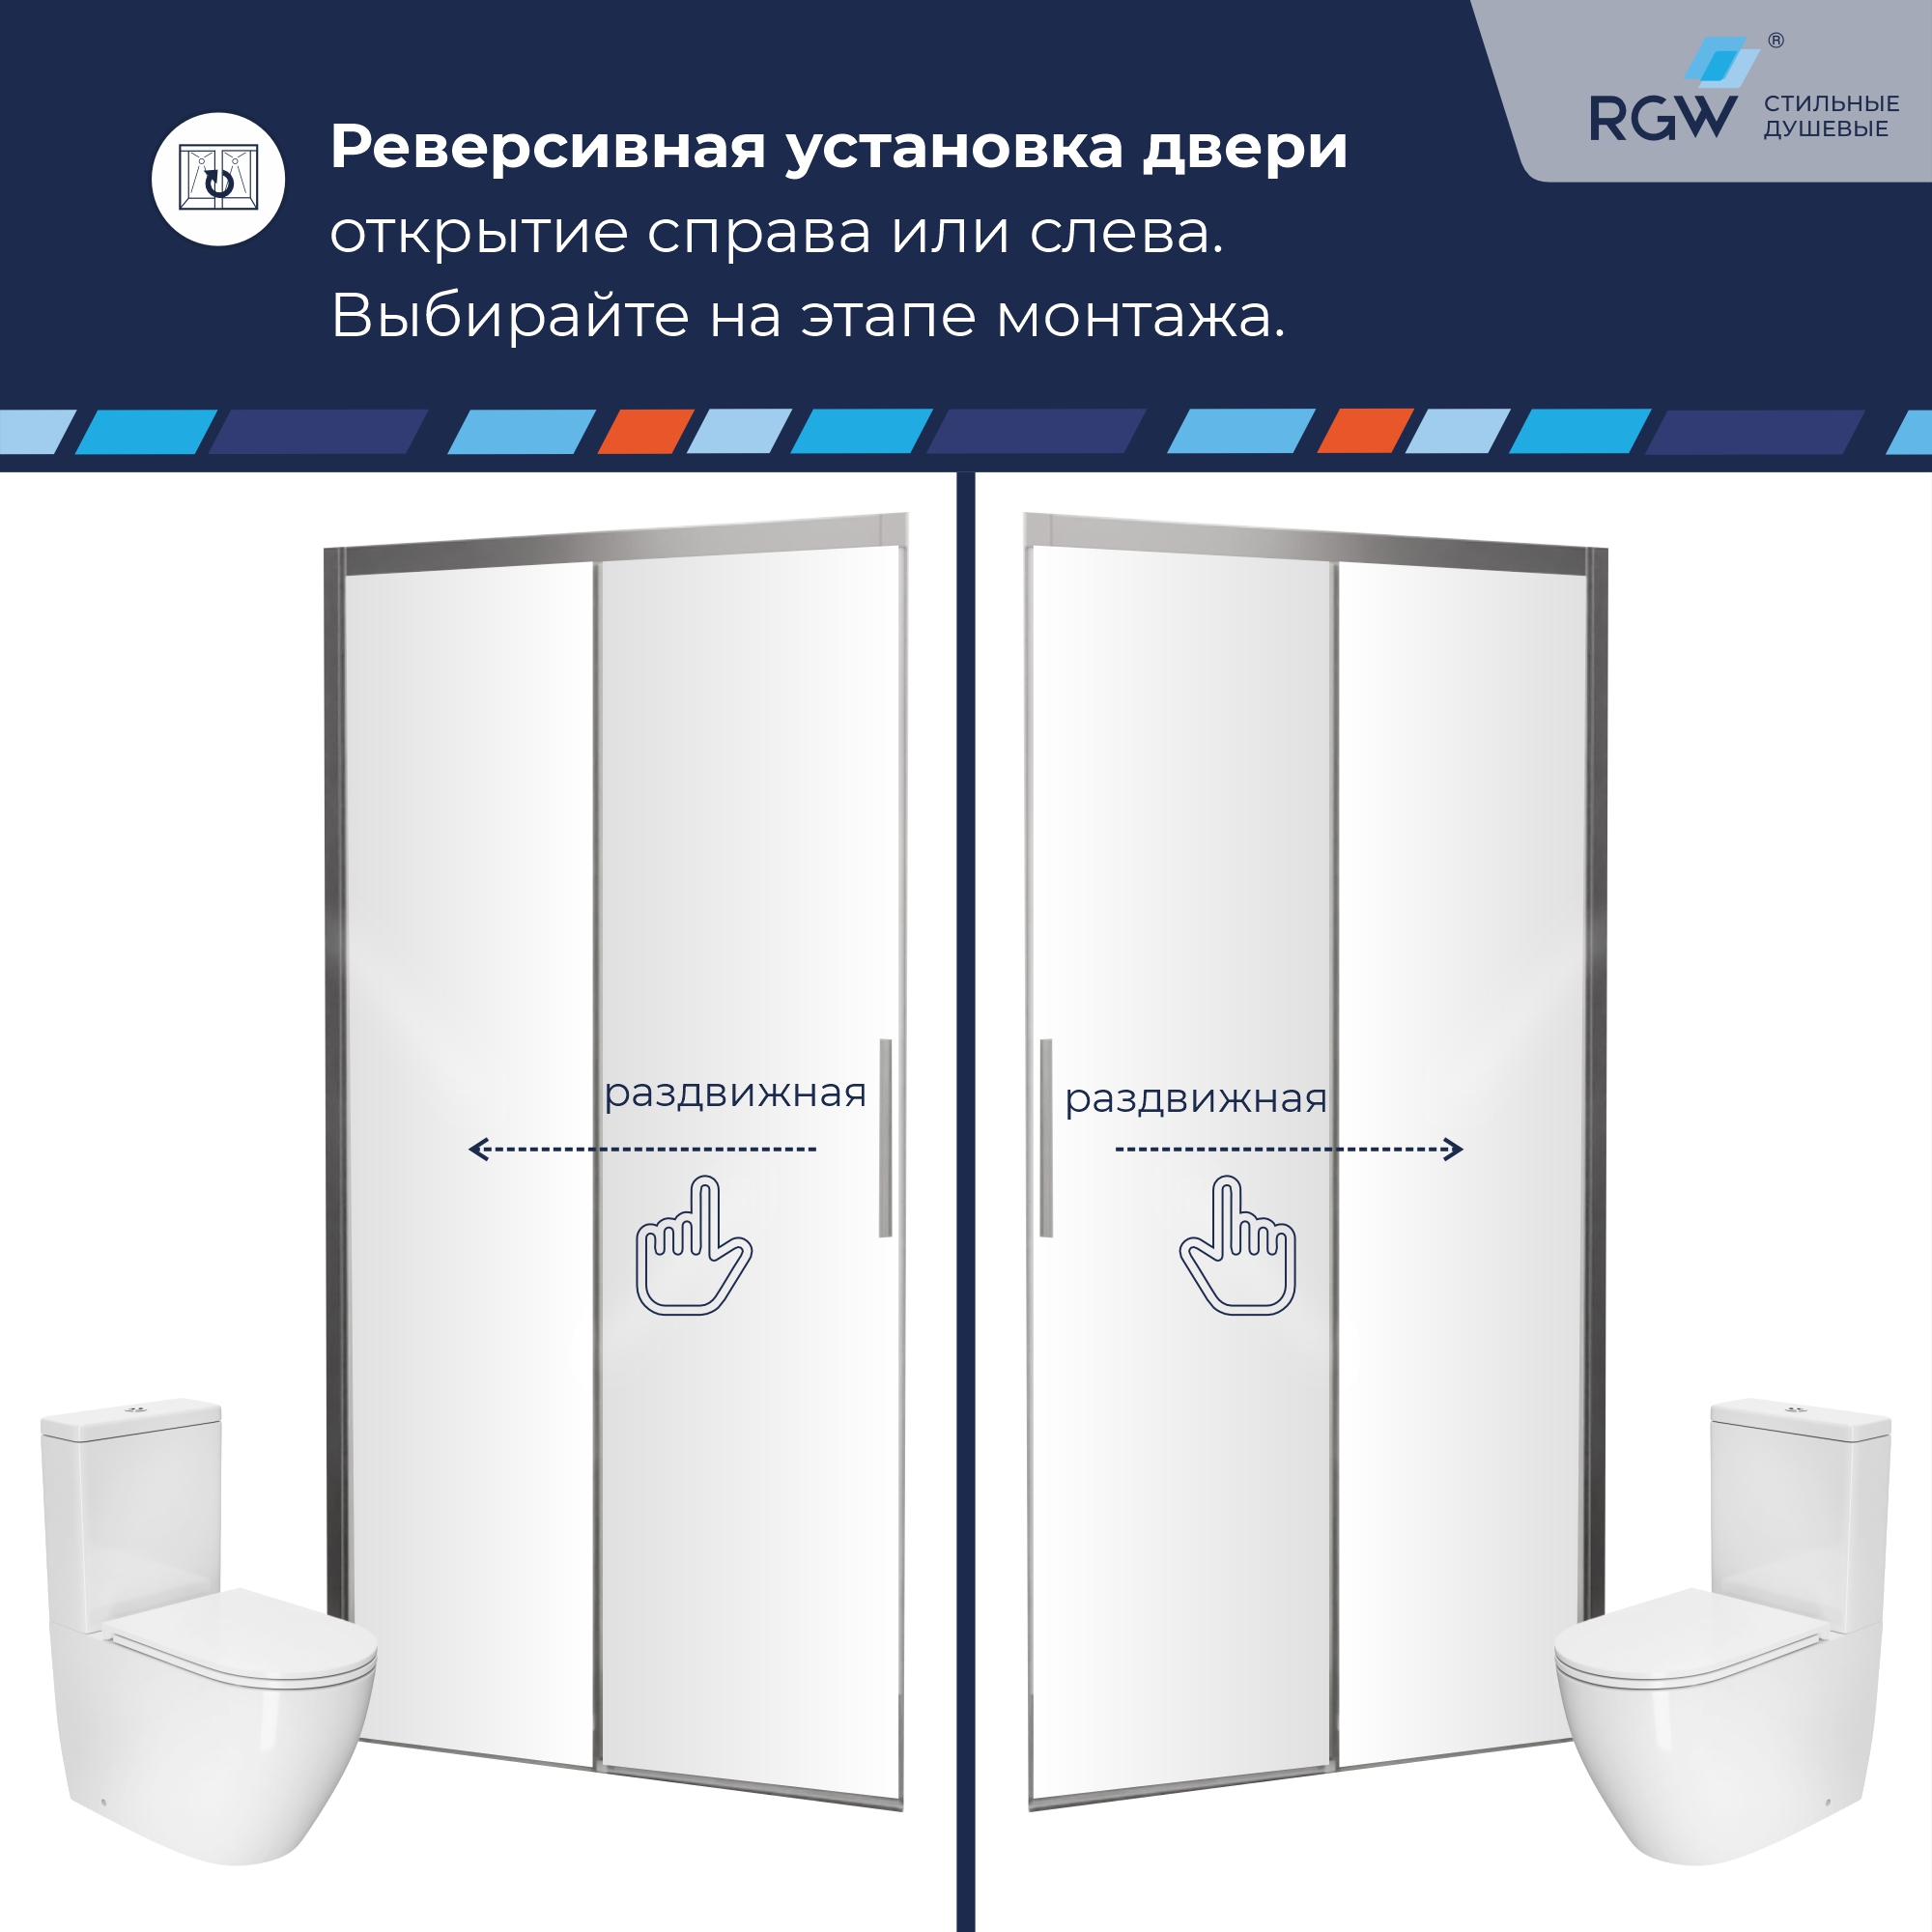 RGW®
СТИЛЬНЫЕ
ДУШЕВЫЕ
Реверсивная установка двери
открытие справа или слева.
Выбирайте на этапе монтажа.
раздвижная
раздвижная